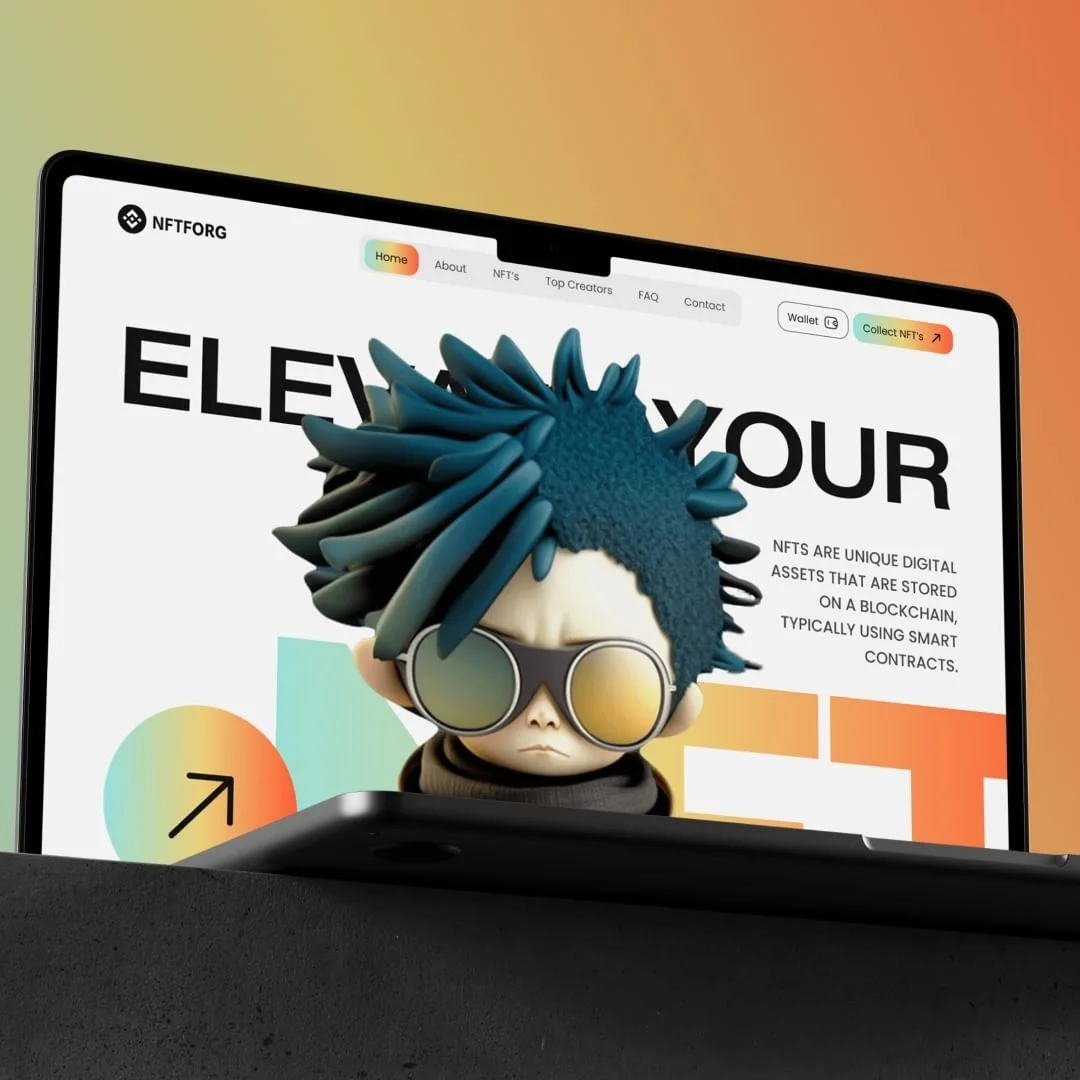 NFTFORG
Home
About
NFT's
Top Creators
FAQ
Contact
Wallet
Collect NFT's
YOUR
NFTS ARE UNIQUE DIGITAL
ASSETS THAT ARE STORED
ON A BLOCKCHAIN,
TYPICALLY USING SMART
CONTRACTS.